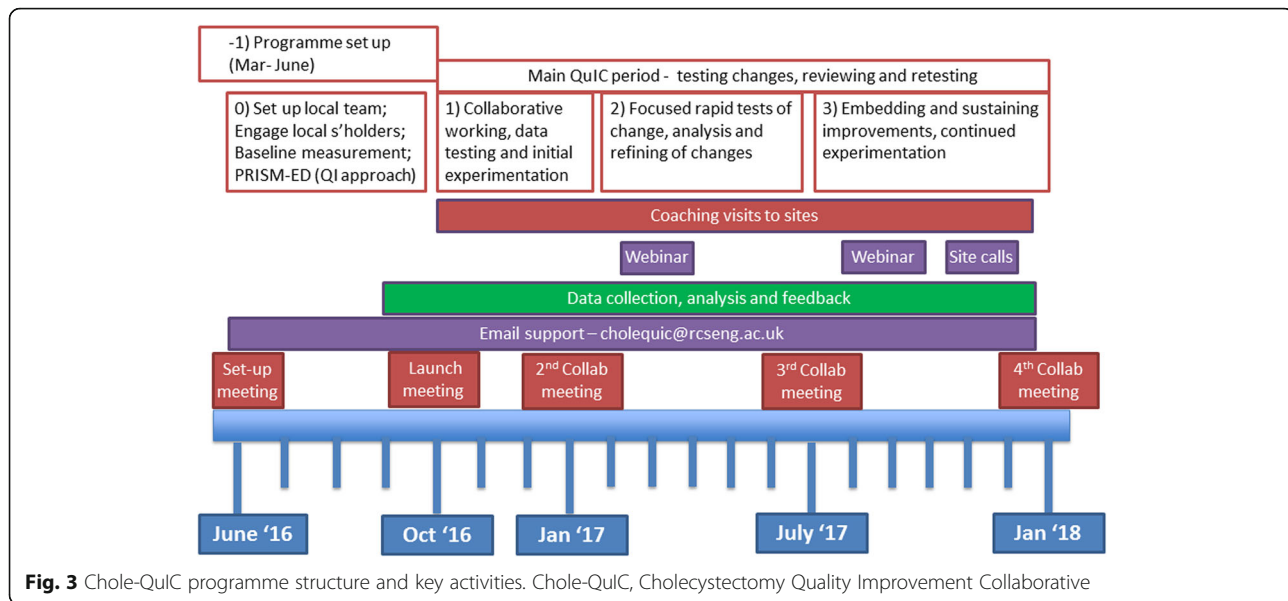 -1) Programme set up
(Mar- June)
Main QuIC period - testing changes, reviewing and retesting
0) Set up local team;
Engage local s'holders;
Baseline measurement;
PRISM-ED (QI approach)
1) Collaborative
working, data
testing and initial
experimentation
2) Focused rapid tests of
change, analysis and
refining of changes
3) Embedding and sustaining
improvements, continued
experimentation
Coaching visits to sites
Webinar
Webinar
Site calls
Data collection, analysis and feedback
Email support – cholequic@rcseng.ac.uk
Set-up
meeting
Launch
meeting
2nd Collab
meeting
3rd Collab
meeting
4th Collab
meeting
June ‘16
Oct ‘16
Jan ‘17
July ‘17
Jan ‘18
Fig. 3 Chole-QuIC programme structure and key activities. Chole-QuIC, Cholecystectomy Quality Improvement Collaborative